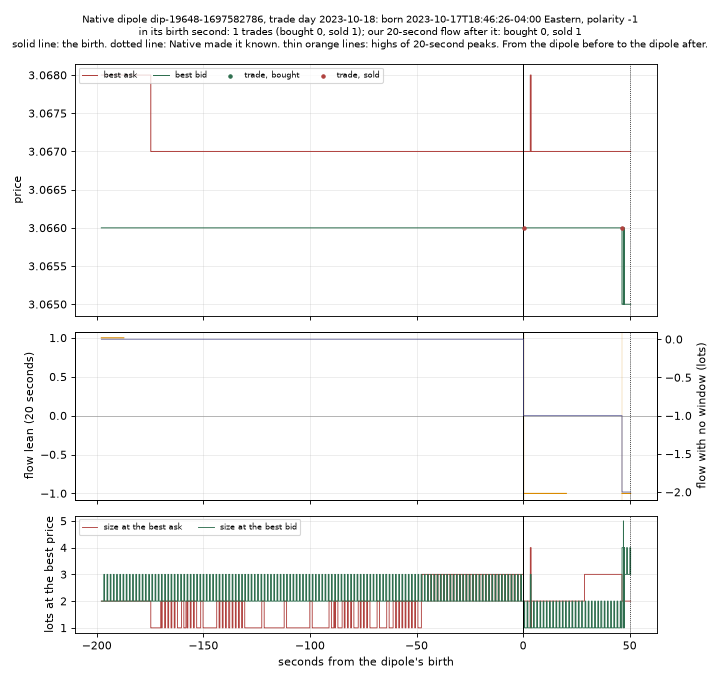 Native dipole dip-19648-1697582786, trade day 2023-10-18: born 2023-10-17T18:46:26-04:00 Eastern, polarity -1
in its birth second: 1 trades (bought 0, sold 1); our 20-second flow after it: bought 0, sold 1
solid line: the birth. dotted line: Native made it known. thin orange lines: highs of 20-second peaks. From the dipole before to the dipole after.
best ask best bid trade, bought trade, sold
price
3.0680
3.0675
3.0670
3.0665
3.0660
3.0655
3.0650
flow lean (20 seconds)
1.0
0.5
0.0
−0.5
−1.0
0.0
−0.5
−1.0
−1.5
−2.0
flow with no window (lots)
size at the best ask size at the best bid
lots at the best price
5
4
3
2
1
−200 −150 −100 −50 0 50
seconds from the dipole's birth